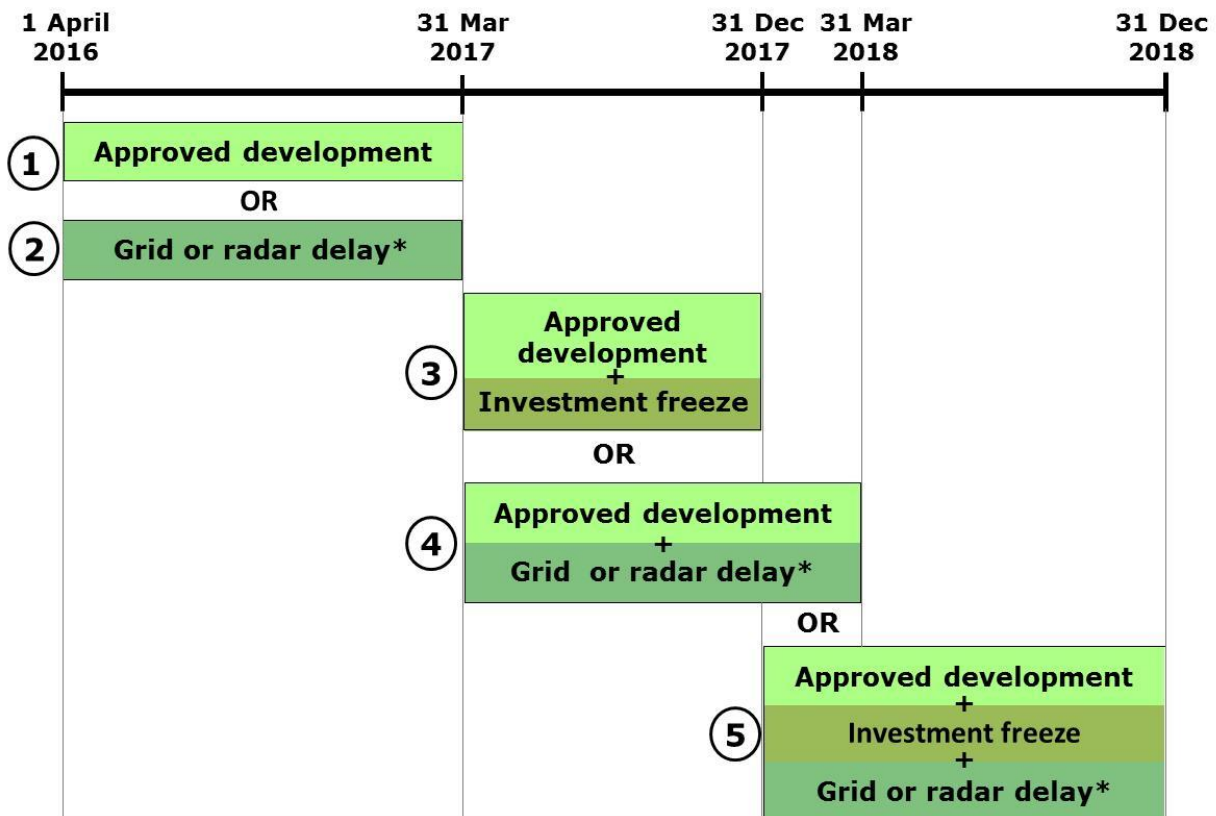 1 April 31 Mar 31 Dec 31 Mar 31 Dec
2016 2017 2017 2018 2018
1 Approved development
OR
2 Grid or radar delay*
Approved
development
+
3 Investment freeze
OR
Approved development
+
4 Grid or radar delay*
OR
Approved development
+
5 Investment freeze
+
Grid or radar delay*